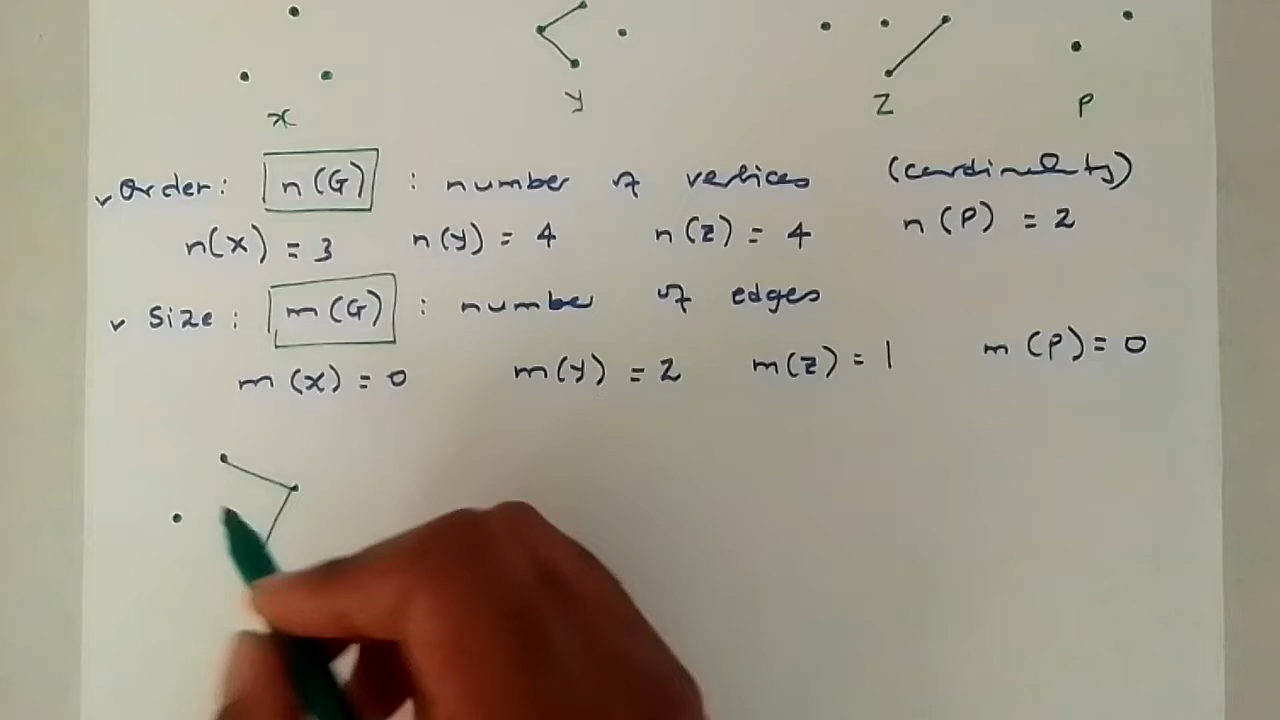 x y z P
Order: n(G) : number of vertices (cardinality)
n(x) = 3 n(y) = 4 n(z) = 4 n(P) = 2
Size: m(G) : number of edges
m(x) = 0 m(y) = 2 m(z) = 1 m(P) = 0